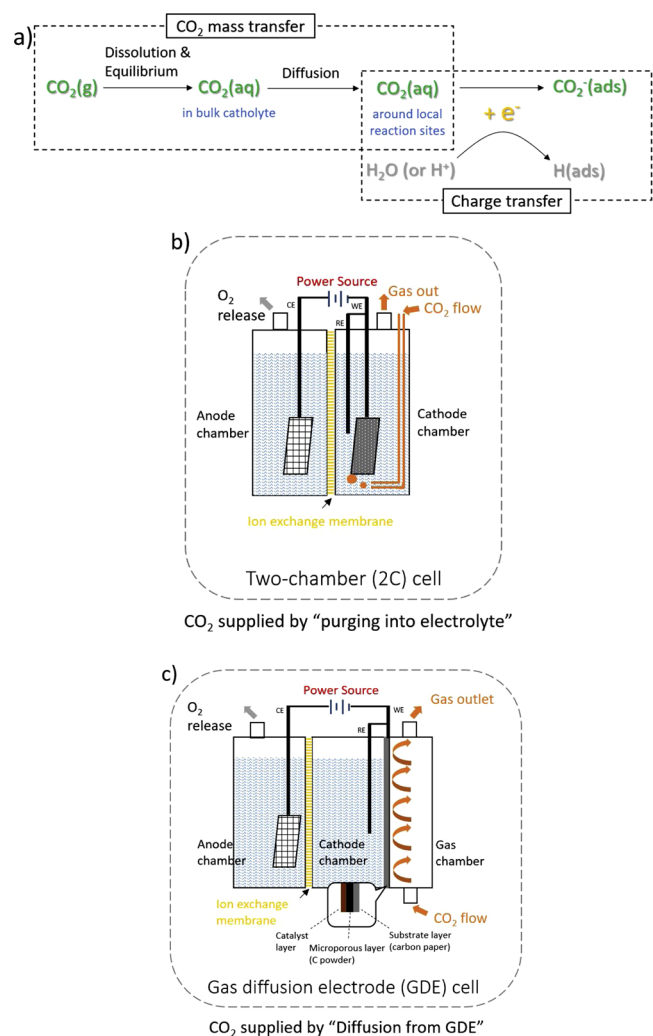 a)
CO₂ mass transfer
Dissolution &
Equilibrium
Diffusion
CO₂(g)
CO₂(aq)
CO₂(aq)
CO₂⁻(ads)
in bulk catholyte
around local
reaction sites
+ e⁻
H₂O (or H⁺)
H(ads)
Charge transfer
b)
Power Source
O₂
release
CE
WE
RE
Gas out
CO₂ flow
Anode
chamber
Cathode
chamber
Ion exchange membrane
Two-chamber (2C) cell
CO₂ supplied by “purging into electrolyte”
c)
Power Source
O₂
release
CE
WE
RE
Gas outlet
Anode
chamber
Cathode
chamber
Gas
chamber
Ion exchange
membrane
CO₂ flow
Catalyst
layer
Microporous layer
(C powder)
Substrate layer
(carbon paper)
Gas diffusion electrode (GDE) cell
CO₂ supplied by “Diffusion from GDE”